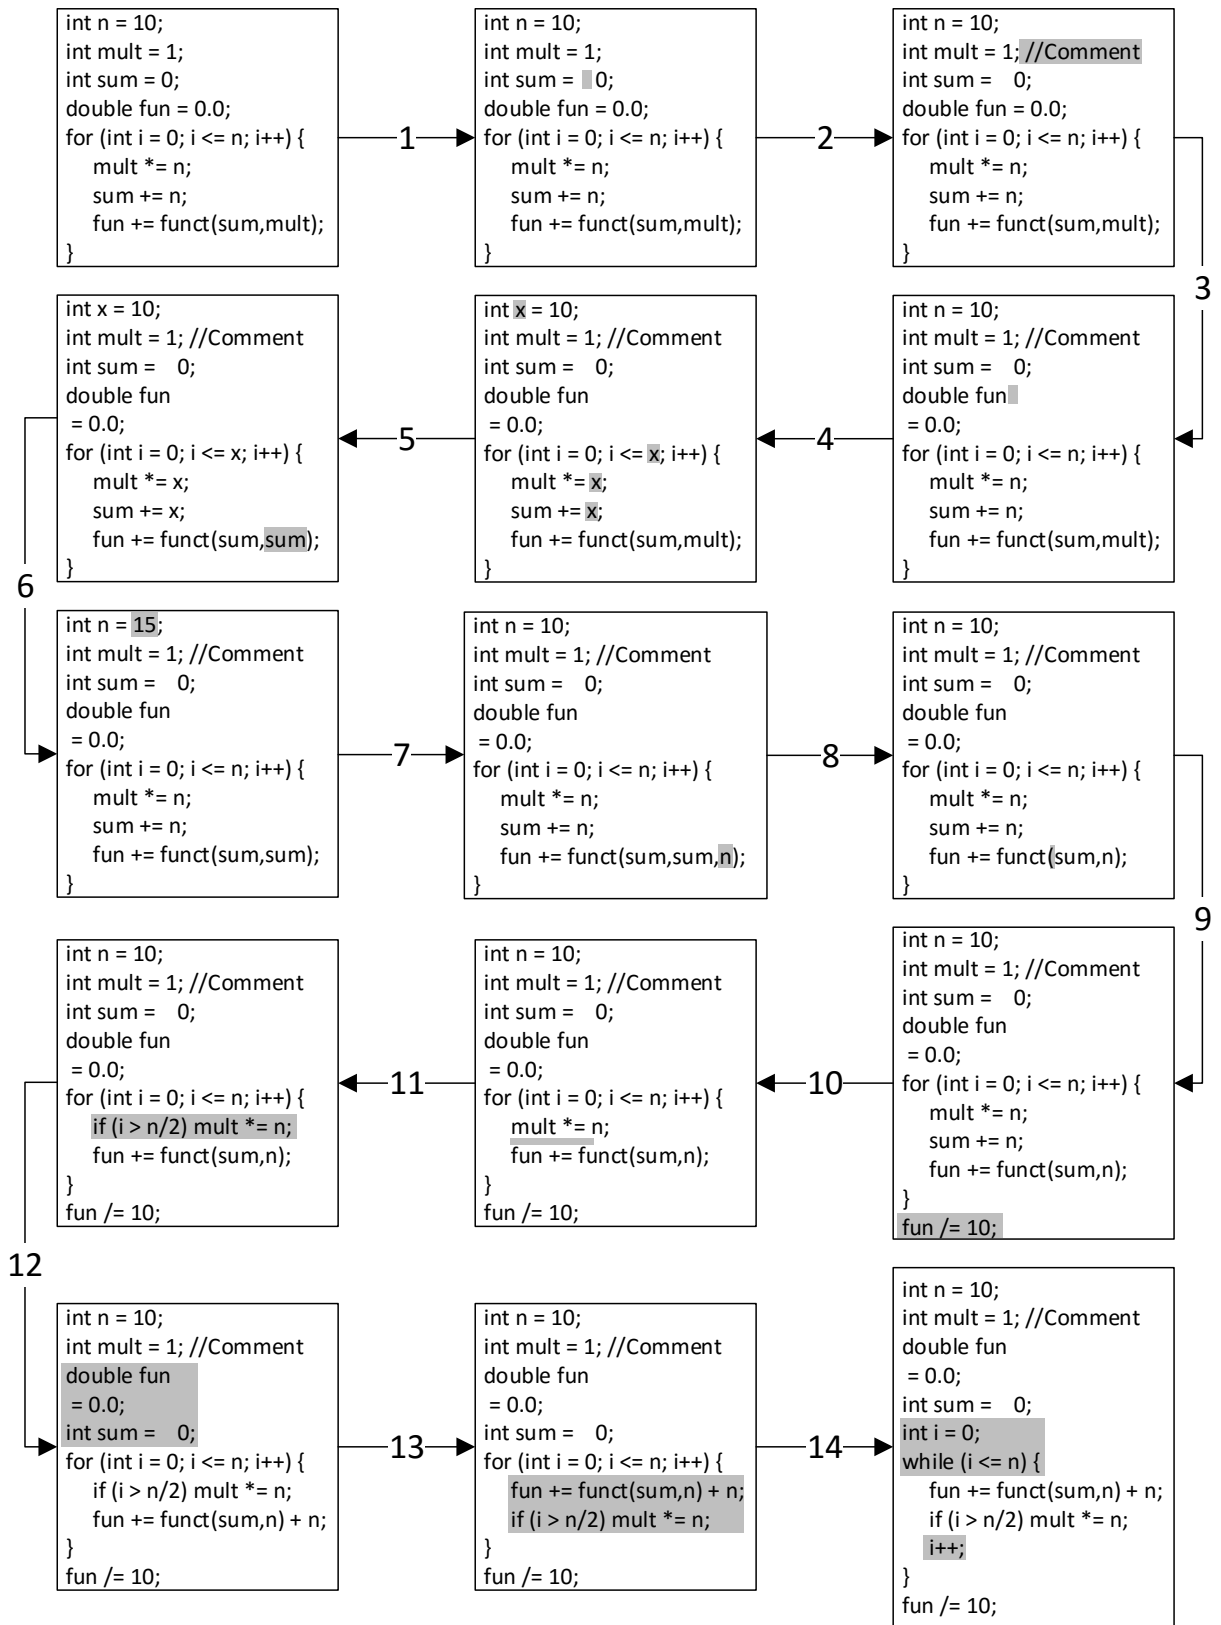 int n = 10;
int mult = 1;
int sum = 0;
double fun = 0.0;
for (int i = 0; i <= n; i++) {
mult *= n;
sum += n;
fun += funct(sum,mult);
}
1
int n = 10;
int mult = 1;
int sum =   0;
double fun = 0.0;
for (int i = 0; i <= n; i++) {
mult *= n;
sum += n;
fun += funct(sum,mult);
}
2
int n = 10;
int mult = 1; //Comment
int sum =   0;
double fun = 0.0;
for (int i = 0; i <= n; i++) {
mult *= n;
sum += n;
fun += funct(sum,mult);
}
3
int n = 10;
int mult = 1; //Comment
int sum =   0;
double fun
= 0.0;
for (int i = 0; i <= n; i++) {
mult *= n;
sum += n;
fun += funct(sum,mult);
}
4
int x = 10;
int mult = 1; //Comment
int sum =   0;
double fun
= 0.0;
for (int i = 0; i <= x; i++) {
mult *= x;
sum += x;
fun += funct(sum,mult);
}
5
int x = 10;
int mult = 1; //Comment
int sum =   0;
double fun
= 0.0;
for (int i = 0; i <= x; i++) {
mult *= x;
sum += x;
fun += funct(sum,sum);
}
6
int n = 15;
int mult = 1; //Comment
int sum =   0;
double fun
= 0.0;
for (int i = 0; i <= n; i++) {
mult *= n;
sum += n;
fun += funct(sum,sum);
}
7
int n = 10;
int mult = 1; //Comment
int sum =   0;
double fun
= 0.0;
for (int i = 0; i <= n; i++) {
mult *= n;
sum += n;
fun += funct(sum,sum,n);
}
8
int n = 10;
int mult = 1; //Comment
int sum =   0;
double fun
= 0.0;
for (int i = 0; i <= n; i++) {
mult *= n;
sum += n;
fun += funct(sum,n);
}
9
int n = 10;
int mult = 1; //Comment
int sum =   0;
double fun
= 0.0;
for (int i = 0; i <= n; i++) {
mult *= n;
sum += n;
fun += funct(sum,n);
}
fun /= 10;
10
int n = 10;
int mult = 1; //Comment
int sum =   0;
double fun
= 0.0;
for (int i = 0; i <= n; i++) {
mult *= n;
fun += funct(sum,n);
}
fun /= 10;
11
int n = 10;
int mult = 1; //Comment
int sum =   0;
double fun
= 0.0;
for (int i = 0; i <= n; i++) {
if (i > n/2) mult *= n;
fun += funct(sum,n);
}
fun /= 10;
12
int n = 10;
int mult = 1; //Comment
double fun
= 0.0;
int sum =   0;
for (int i = 0; i <= n; i++) {
if (i > n/2) mult *= n;
fun += funct(sum,n) + n;
}
fun /= 10;
13
int n = 10;
int mult = 1; //Comment
double fun
= 0.0;
int sum =   0;
for (int i = 0; i <= n; i++) {
fun += funct(sum,n) + n;
if (i > n/2) mult *= n;
}
fun /= 10;
14
int n = 10;
int mult = 1; //Comment
double fun
= 0.0;
int sum =   0;
int i = 0;
while (i <= n) {
fun += funct(sum,n) + n;
if (i > n/2) mult *= n;
i++;
}
fun /= 10;